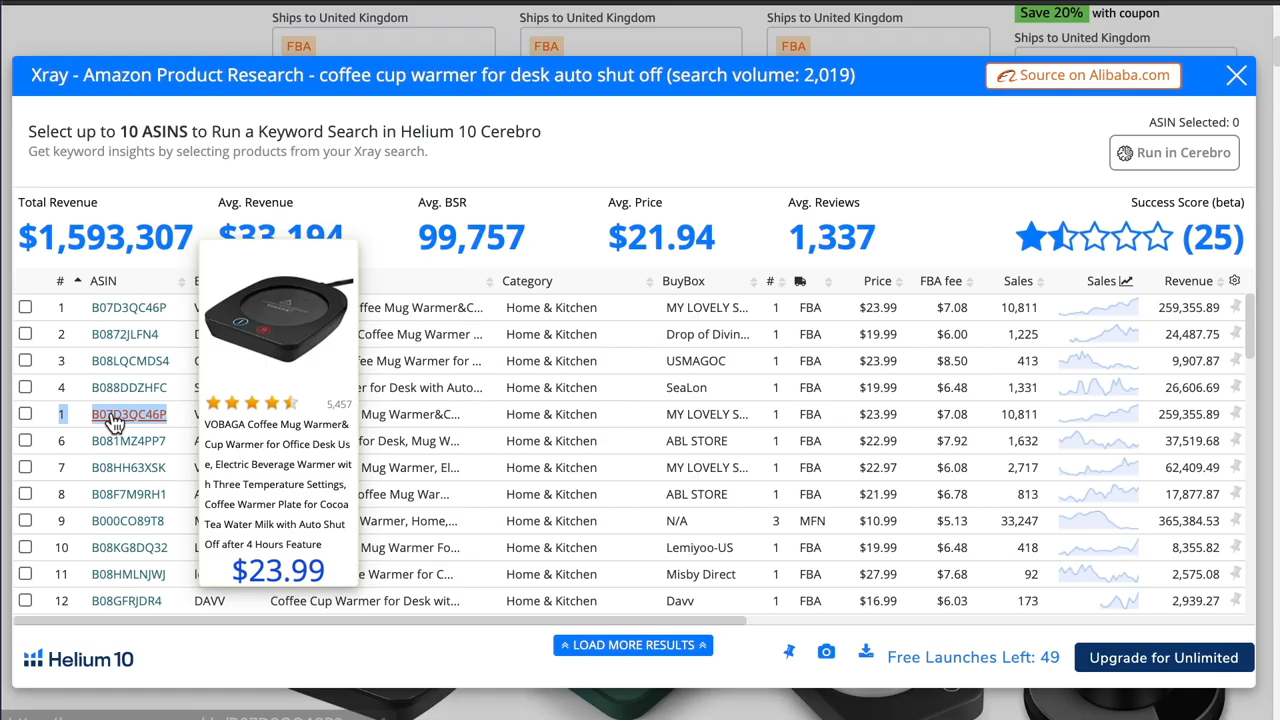 Save 20% with coupon
Ships to United Kingdom Ships to United Kingdom Ships to United Kingdom
Ships to United Kingdom
FBA FBA FBA
Xray - Amazon Product Research - coffee cup warmer for desk auto shut off (search volume: 2,019) Source on Alibaba.com
Select up to 10 ASINS to Run a Keyword Search in Helium 10 Cerebro
ASIN Selected: 0
Get keyword insights by selecting products from your Xray search.
Run in Cerebro
Total Revenue Avg. Revenue Avg. BSR Avg. Price Avg. Reviews Success Score (beta)
$1,593,307 $33,194 99,757 $21.94 1,337 (25)
# ASIN Category BuyBox # Price FBA fee Sales Sales Revenue
1 B07D3QC46P ffee Mug Warmer&C... Home & Kitchen MY LOVELY S... 1 FBA $23.99 $7.08 10,811 259,355.89
2 B0872JLFN4 Coffee Mug Warmer ... Home & Kitchen Drop of Divin... 1 FBA $19.99 $6.00 1,225 24,487.75
3 B08LQCMDS4 Coffee Mug Warmer for ... Home & Kitchen USMAGOC 1 FBA $23.99 $8.50 413 9,907.87
4 B088DDZHFC er for Desk with Auto... Home & Kitchen SeaLon 1 FBA $19.99 $6.48 1,331 26,606.69
1 B07D3QC46P Mug Warmer&C... Home & Kitchen MY LOVELY S... 1 FBA $23.99 $7.08 10,811 259,355.89
6 B081MZ4PP7 for Desk, Mug W... Home & Kitchen ABL STORE 1 FBA $22.99 $7.92 1,632 37,519.68
7 B08HH63XSK Mug Warmer, El... Home & Kitchen MY LOVELY S... 1 FBA $22.97 $6.08 2,717 62,409.49
8 B08F7M9RH1 offee Mug War... Home & Kitchen ABL STORE 1 FBA $21.99 $6.78 813 17,877.87
9 B000CO89T8 Warmer, Home,... Home & Kitchen N/A 3 MFN $10.99 $5.13 33,247 365,384.53
10 B08KG8DQ32 Mug Warmer Fo... Home & Kitchen Lemiyoo-US 1 FBA $19.99 $6.48 418 8,355.82
11 B08HMLNJWJ Warmer for C... Home & Kitchen Misby Direct 1 FBA $27.99 $7.68 92 2,575.08
12 B08GFRJDR4 DAVV Coffee Cup Warmer for Desk wit... Home & Kitchen Davv 1 FBA $16.99 $6.03 173 2,939.27
5,457
VOBAGA Coffee Mug Warmer&
Cup Warmer for Office Desk Us
e, Electric Beverage Warmer wit
h Three Temperature Settings,
Coffee Warmer Plate for Cocoa
Tea Water Milk with Auto Shut
Off after 4 Hours Feature
$23.99
LOAD MORE RESULTS
Helium 10 Free Launches Left: 49 Upgrade for Unlimited